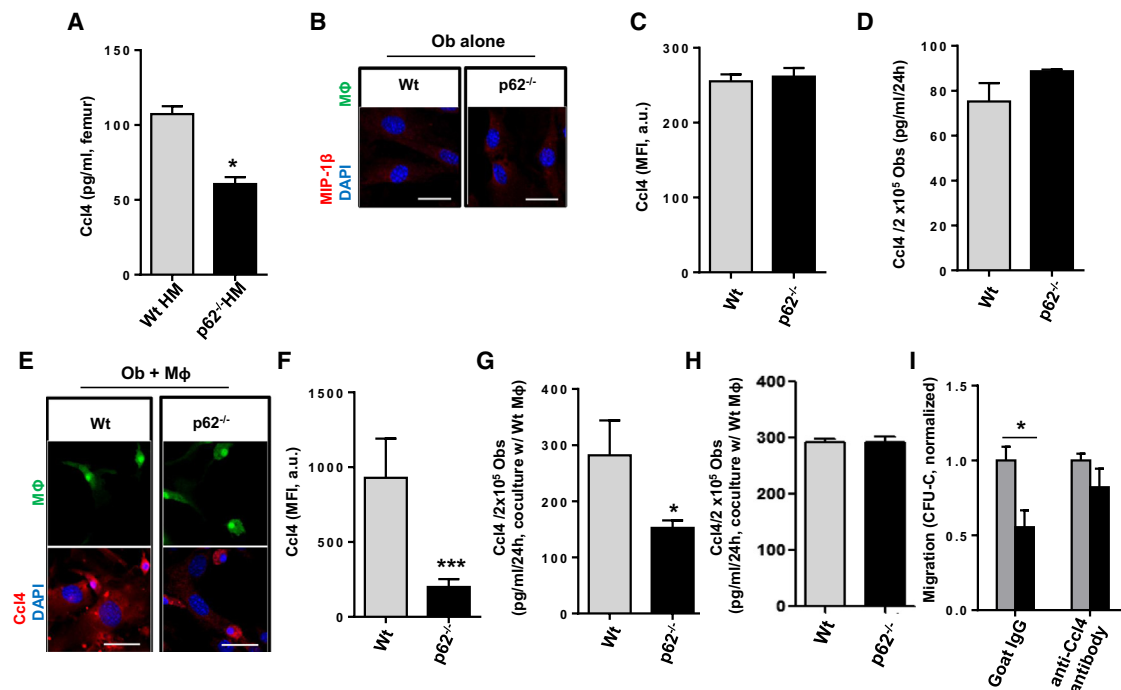 A
Ccl4 (pg/ml, femur)
150
100
50
0
*
Wt HM
p62-/-HM
B
Ob alone
Wt
p62-/-
MΦ
MIP-1β
DAPI
C
Ccl4 (MFI, a.u.)
300
200
100
0
Wt
p62-/-
D
Ccl4 /2 x10⁵ Obs (pg/ml/24h)
100
80
60
40
20
0
Wt
p62-/-
E
Ob + Mϕ
Wt
p62-/-
MΦ
Ccl4
DAPI
F
Ccl4 (MFI, a.u.)
1500
1000
500
0
***
Wt
p62-/-
G
Ccl4 /2x10⁵ Obs
(pg/ml/24h, coculture w/ Wt Mϕ)
400
300
200
100
0
*
Wt
p62-/-
H
Ccl4/2 x10⁵ Obs
(pg/ml/24h, coculture w/ Wt Mϕ)
400
300
200
100
0
Wt
p62-/-
I
Migration (CFU-C, normalized)
1.5
1.0
0.5
0.0
*
Goat IgG
anti-Ccl4
antibody